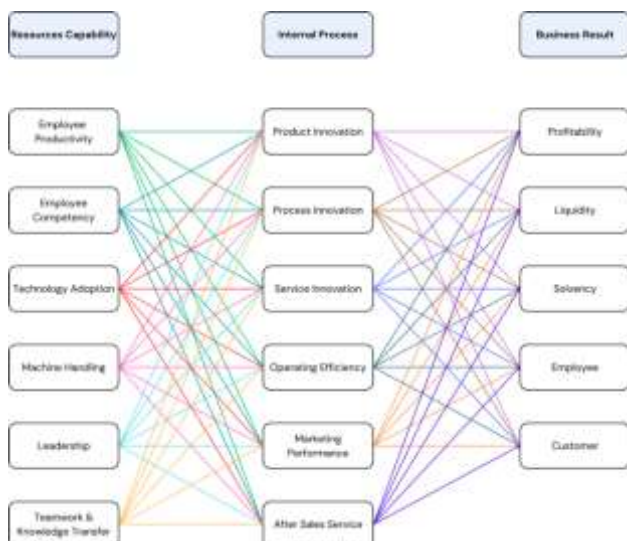 Resources Capability
Internal Process
Business Result
Employee
Productivity
Product Innovation
Profitability
Employee
Competency
Process Innovation
Liquidity
Technology Adoption
Service Innovation
Solvency
Machine Handling
Operating Efficiency
Employee
Leadership
Marketing
Performance
Customer
Teamwork &
Knowledge Transfer
After Sales Service